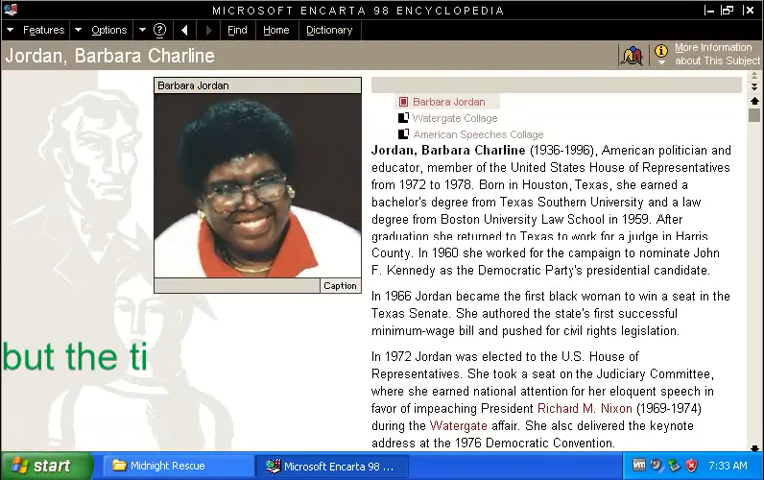 MICROSOFT ENCARTA 98 ENCYCLOPEDIA
Features Options Find Home Dictionary
Jordan, Barbara Charline
More Information
about This Subject
Barbara Jordan
Caption
Barbara Jordan
Watergate Collage
American Speeches Collage
Jordan, Barbara Charline (1936-1996), American politician and
educator, member of the United States House of Representatives
from 1972 to 1978. Born in Houston, Texas, she earned a
bachelor's degree from Texas Southern University and a law
degree from Boston University Law School in 1959. After
graduation she returned to Texas to work for a judge in Harris
County. In 1960 she worked for the campaign to nominate John
F. Kennedy as the Democratic Party's presidential candidate.
In 1966 Jordan became the first black woman to win a seat in the
Texas Senate. She authored the state's first successful
minimum-wage bill and pushed for civil rights legislation.
In 1972 Jordan was elected to the U.S. House of
Representatives. She took a seat on the Judiciary Committee,
where she earned national attention for her eloquent speech in
favor of impeaching President Richard M. Nixon (1969-1974)
during the Watergate affair. She also delivered the keynote
address at the 1976 Democratic Convention.
but the ti
start Midnight Rescue Microsoft Encarta 98 ... 7:33 AM